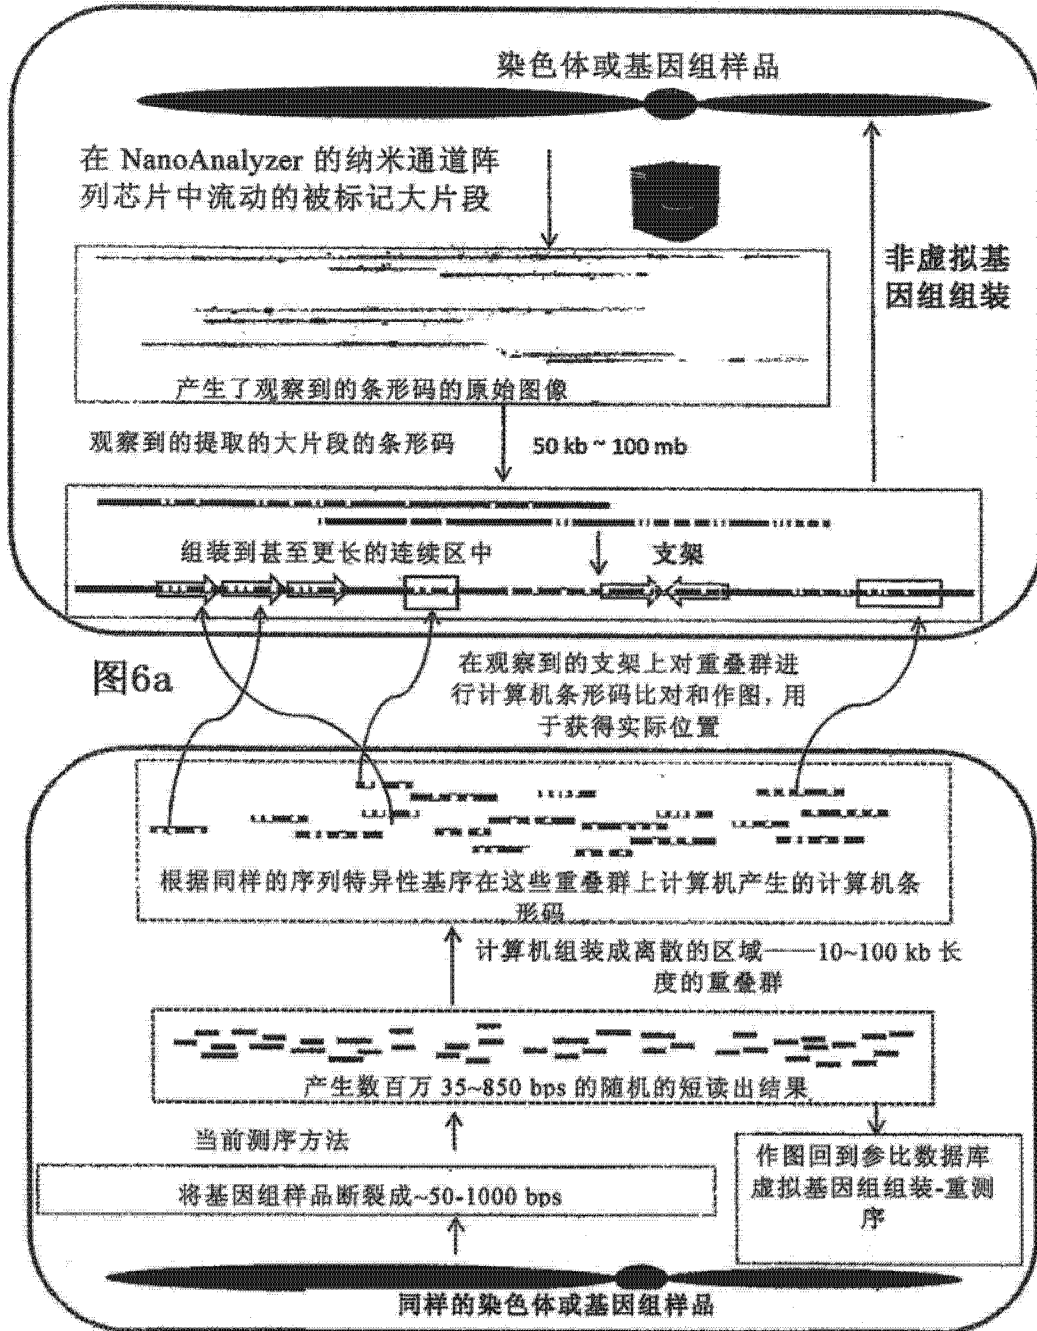 染色体或基因组样品
在 NanoAnalyzer 的纳米通道阵
列芯片中流动的被标记大片段
非虚拟基
因组组装
产生了观察到的条形码的原始图像
观察到的提取的大片段的条形码
50 kb ~ 100 mb
组装到甚至更长的连续区中
支架
图6a
在观察到的支架上对重叠群进
行计算机条形码比对和作图，用
于获得实际位置
根据同样的序列特异性基序在这些重叠群上计算机产生的计算机条
形码
计算机组装成离散的区域——10~100 kb 长
度的重叠群
产生数百万 35~850 bps 的随机的短读出结果
当前测序方法
作图回到参比数据库
虚拟基因组组装-重测
序
将基因组样品断裂成~50-1000 bps
同样的染色体或基因组样品